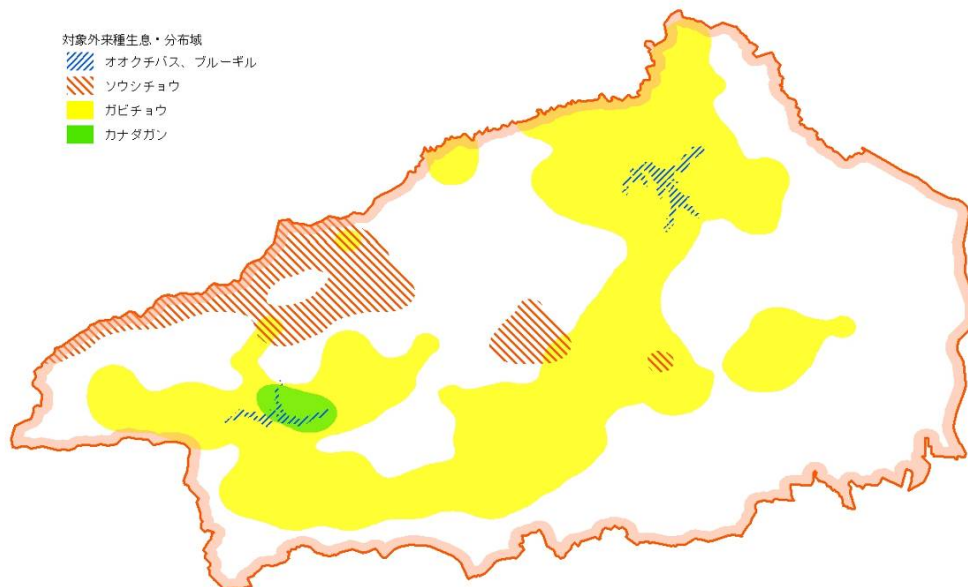 対象外来種生息・分布域
オオクチバス、ブルーギル
ソウシチョウ
ガビチョウ
カナダガン